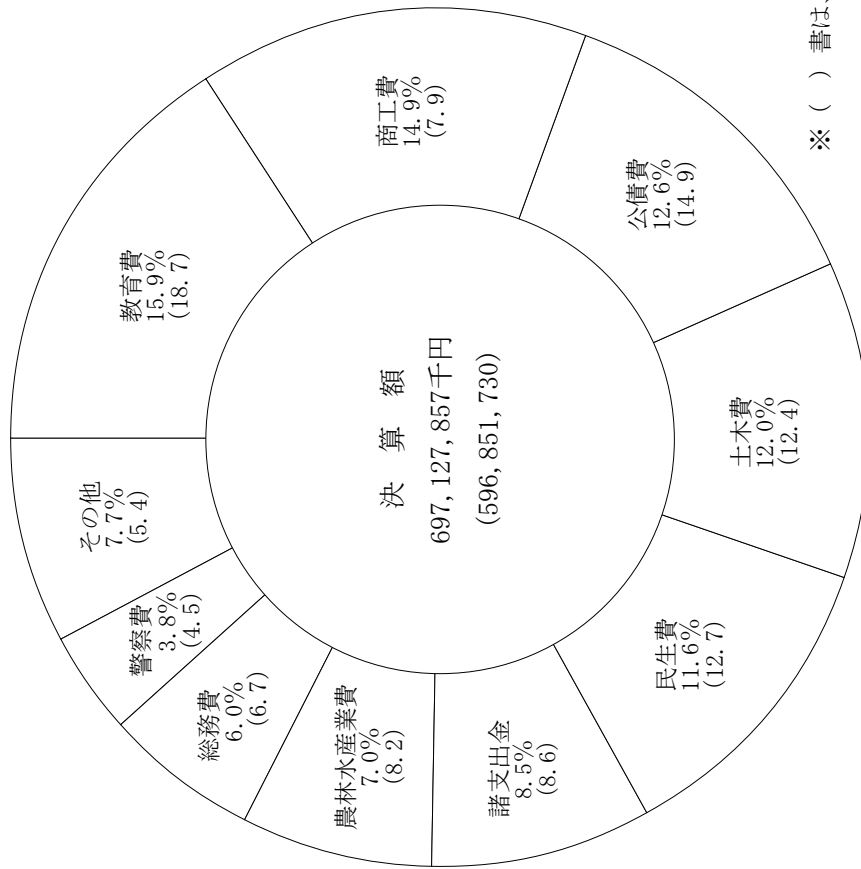 決 算 額
697,127,857千円
(596,851,730)
教育費
15.9%
(18.7)
商工費
14.9%
(7.9)
公債費
12.6%
(14.9)
土木費
12.0%
(12.4)
民生費
11.6%
(12.7)
諸支出金
8.5%
(8.6)
農林水産業費
7.0%
(8.2)
総務費
6.0%
(6.7)
警察費
3.8%
(4.5)
その他
7.7%
(5.4)
※ ( ) 書は、